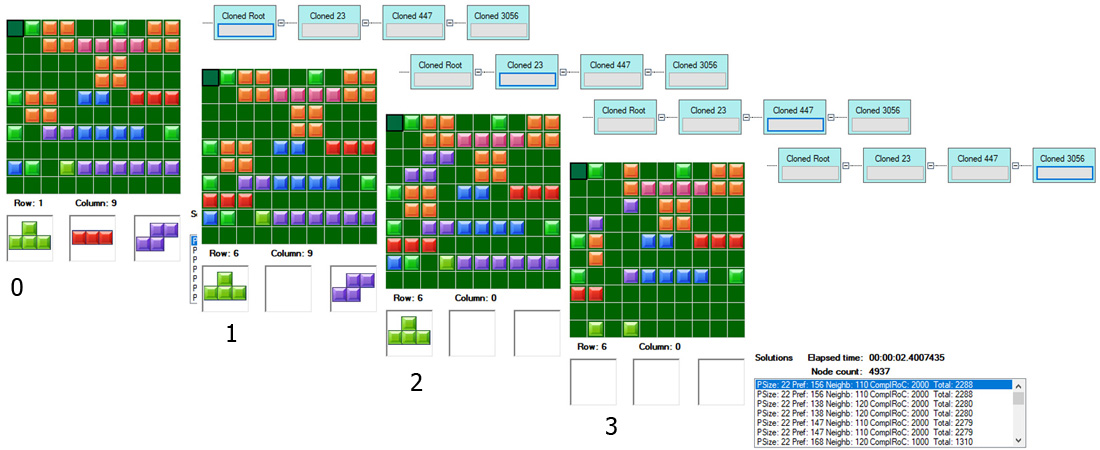 Cloned Root Cloned 23 Cloned 447 Cloned 3056
Cloned Root Cloned 23 Cloned 447 Cloned 3056
Cloned Root Cloned 23 Cloned 447 Cloned 3056
Cloned Root Cloned 23 Cloned 447 Cloned 3056
Row: 1 Column: 9
0
Row: 6 Column: 9
S
P
P
P
P
P
P
1
Row: 6 Column: 0
2
Row: 6 Column: 0
3
Solutions Elapsed time: 00:00:02.4007435
Node count: 4937
PSize: 22 Pref: 156 Neighb: 110 ComplRoC: 2000 Total: 2288
PSize: 22 Pref: 156 Neighb: 110 ComplRoC: 2000 Total: 2288
PSize: 22 Pref: 138 Neighb: 120 ComplRoC: 2000 Total: 2280
PSize: 22 Pref: 138 Neighb: 120 ComplRoC: 2000 Total: 2280
PSize: 22 Pref: 147 Neighb: 110 ComplRoC: 2000 Total: 2279
PSize: 22 Pref: 147 Neighb: 110 ComplRoC: 2000 Total: 2279
PSize: 22 Pref: 168 Neighb: 120 ComplRoC: 1000 Total: 1310